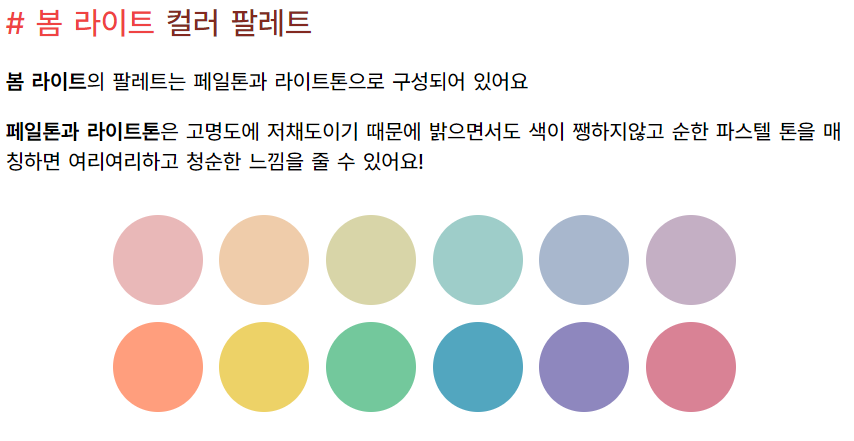 # 봄 라이트 컬러 팔레트
봄 라이트의 팔레트는 페일톤과 라이트톤으로 구성되어 있어요
페일톤과 라이트톤은 고명도에 저채도이기 때문에 밝으면서도 색이 쨍하지않고 순한 파스텔 톤을 매
칭하면 여리여리하고 청순한 느낌을 줄 수 있어요!